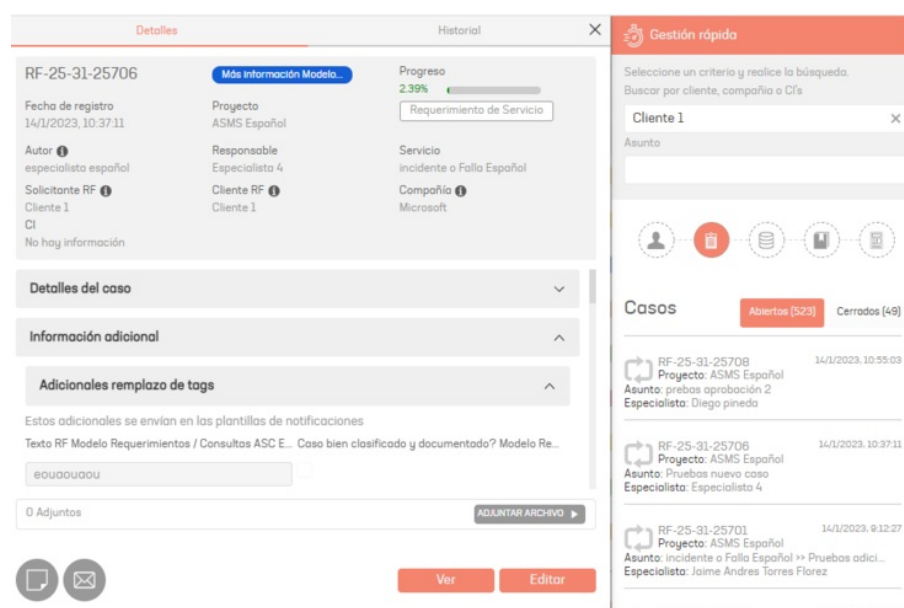 Detalles
Historial
RF-25-31-25706
Más Información Modelo...
Progreso
2.39%
Requerimiento de Servicio
Fecha de registro
14/1/2023, 10:37:11
Proyecto
ASMS Español
Autor
especialista español
Responsable
Especialista 4
Servicio
incidente o Falla Español
Solicitante RF
Cliente 1
Cliente RF
Cliente 1
Compañía
Microsoft
CI
No hay información
Detalles del caso
Información adicional
Adicionales remplazo de tags
Estos adicionales se envían en las plantillas de notificaciones
Texto RF Modelo Requerimientos / Consultas ASC E... Caso bien clasificado y documentado? Modelo Re...
eouaouaou
0 Adjuntos
ADJUNTAR ARCHIVO
Ver
Editar
Gestión rápida
Seleccione un criterio y realice la búsqueda.
Buscar por cliente, compañía o CI's
Cliente 1
Asunto
Casos
Abiertos (523)
Cerrados (49)
RF-25-31-25708
14/1/2023, 10:55:03
Proyecto: ASMS Español
Asunto: prebas aprobación 2
Especialista: Diego pineda
RF-25-31-25706
14/1/2023, 10:37:11
Proyecto: ASMS Español
Asunto: Pruebas nuevo caso
Especialista: Especialista 4
RF-25-31-25701
14/1/2023, 9:12:27
Proyecto: ASMS Español
Asunto: incidente o Falla Español >> Pruebas adici...
Especialista: Jaime Andres Torres Florez